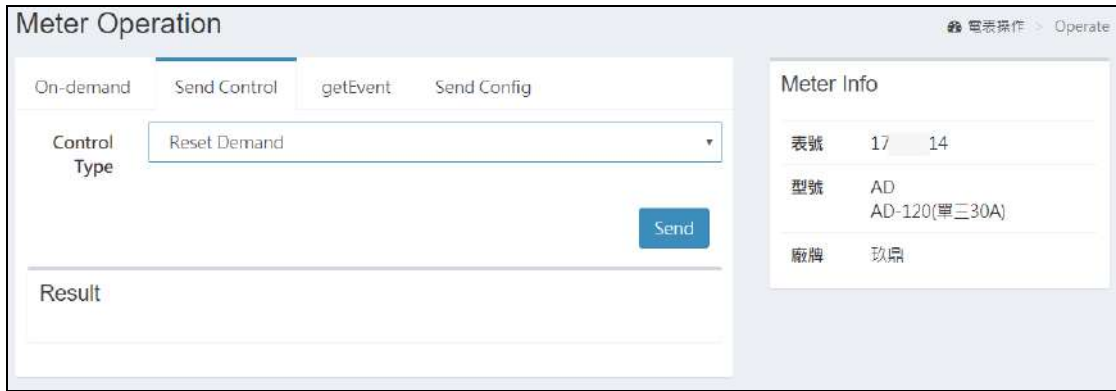 Meter Operation
電表操作 > Operate
On-demand
Send Control
getEvent
Send Config
Control
Type
Reset Demand
Send
Result
Meter Info
表號 17 14
型號 AD
AD-120(單三30A)
廠牌 玖鼎